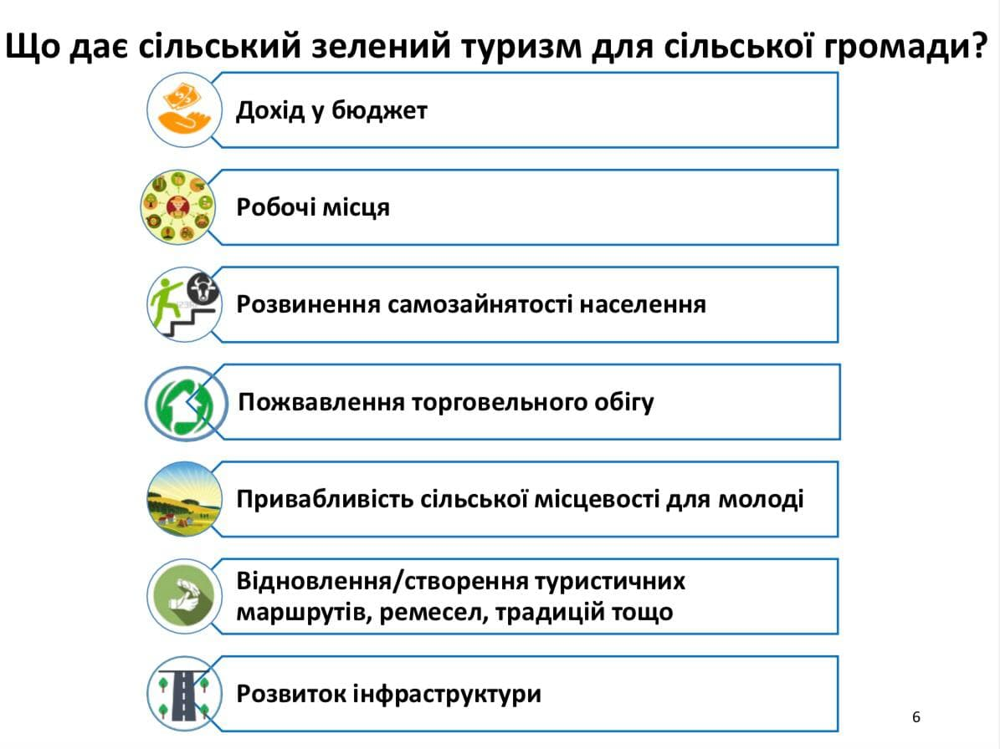 Що дає сільський зелений туризм для сільської громади?
Дохід у бюджет
Робочі місця
Розвинення самозайнятості населення
Пожвавлення торговельного обігу
Привабливість сільської місцевості для молоді
Відновлення/створення туристичних
маршрутів, ремесел, традицій тощо
Розвиток інфраструктури
6